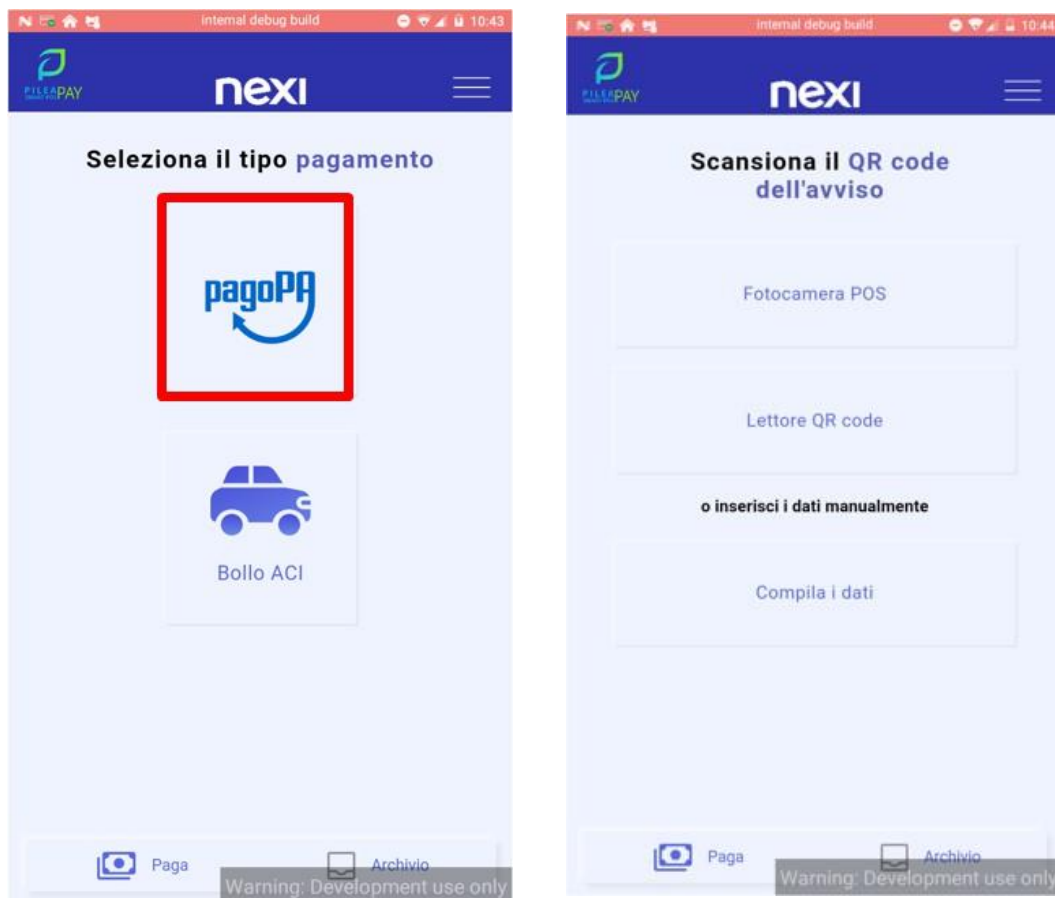 internal debug build
10:43
PILEAPAY
nexi
Seleziona il tipo pagamento
pagoPA
Bollo ACI
Paga
Archivio
Warning: Development use only
internal debug build
10:44
PILEAPAY
nexi
Scansiona il QR code
dell'avviso
Fotocamera POS
Lettore QR code
o inserisci i dati manualmente
Compila i dati
Paga
Archivio
Warning: Development use only